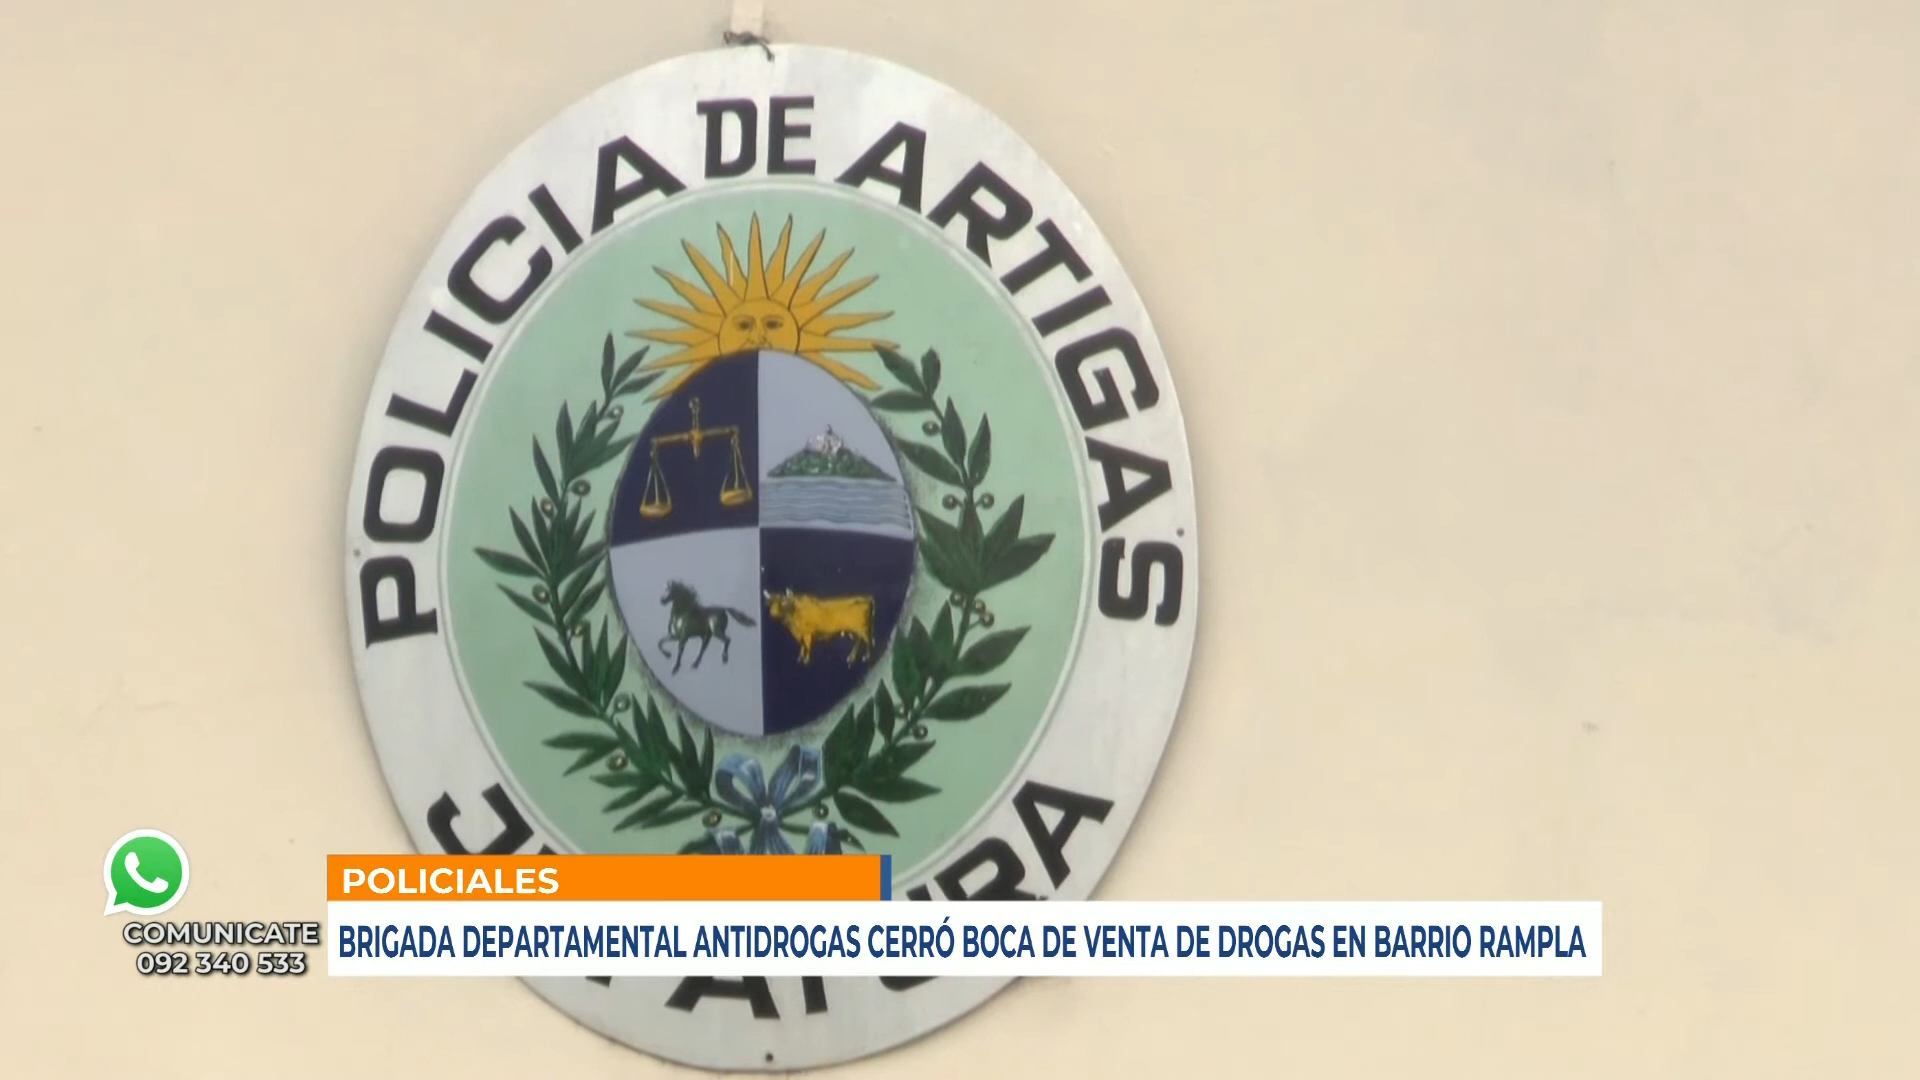 POLICIA DE ARTIGAS
POLICIALES
BRIGADA DEPARTAMENTAL ANTIDROGAS CERRÓ BOCA DE VENTA DE DROGAS EN BARRIO RAMPLA
COMUNICATE
092 340 533